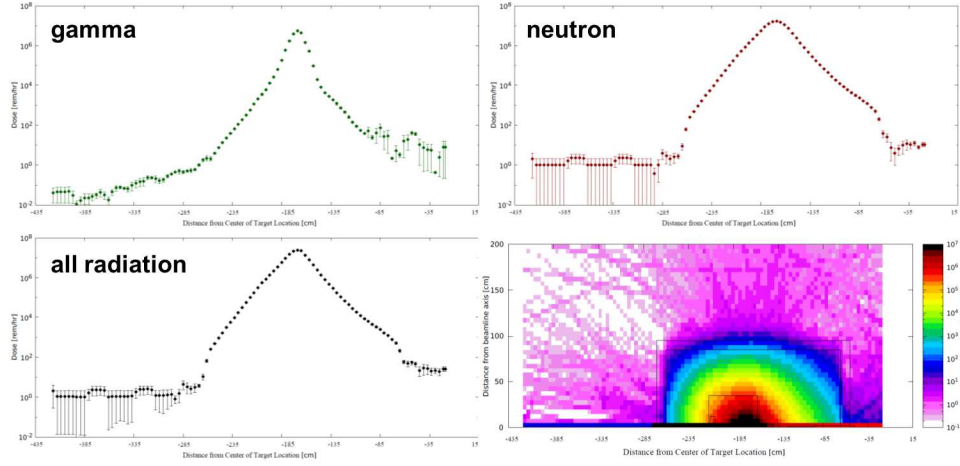 gamma
10^8
10^6
10^4
10^2
10^0
10^-2
Dose [rem/hr]
-435 -385 -335 -285 -235 -185 -135 -85 -35 15
Distance from Center of Target Location [cm]
neutron
10^8
10^6
10^4
10^2
10^0
10^-2
Dose [rem/hr]
-435 -385 -335 -285 -235 -185 -135 -85 -35 15
Distance from Center of Target Location [cm]
all radiation
10^8
10^6
10^4
10^2
10^0
10^-2
Dose [rem/hr]
-435 -385 -335 -285 -235 -185 -135 -85 -35 15
Distance from Center of Target Location [cm]
200
150
100
50
0
Distance from beamline axis [cm]
-435 -385 -335 -285 -235 -185 -135 -85 -35 15
Distance from Center of Target Location [cm]
10^7
10^6
10^5
10^4
10^3
10^2
10^1
10^0
10^-1